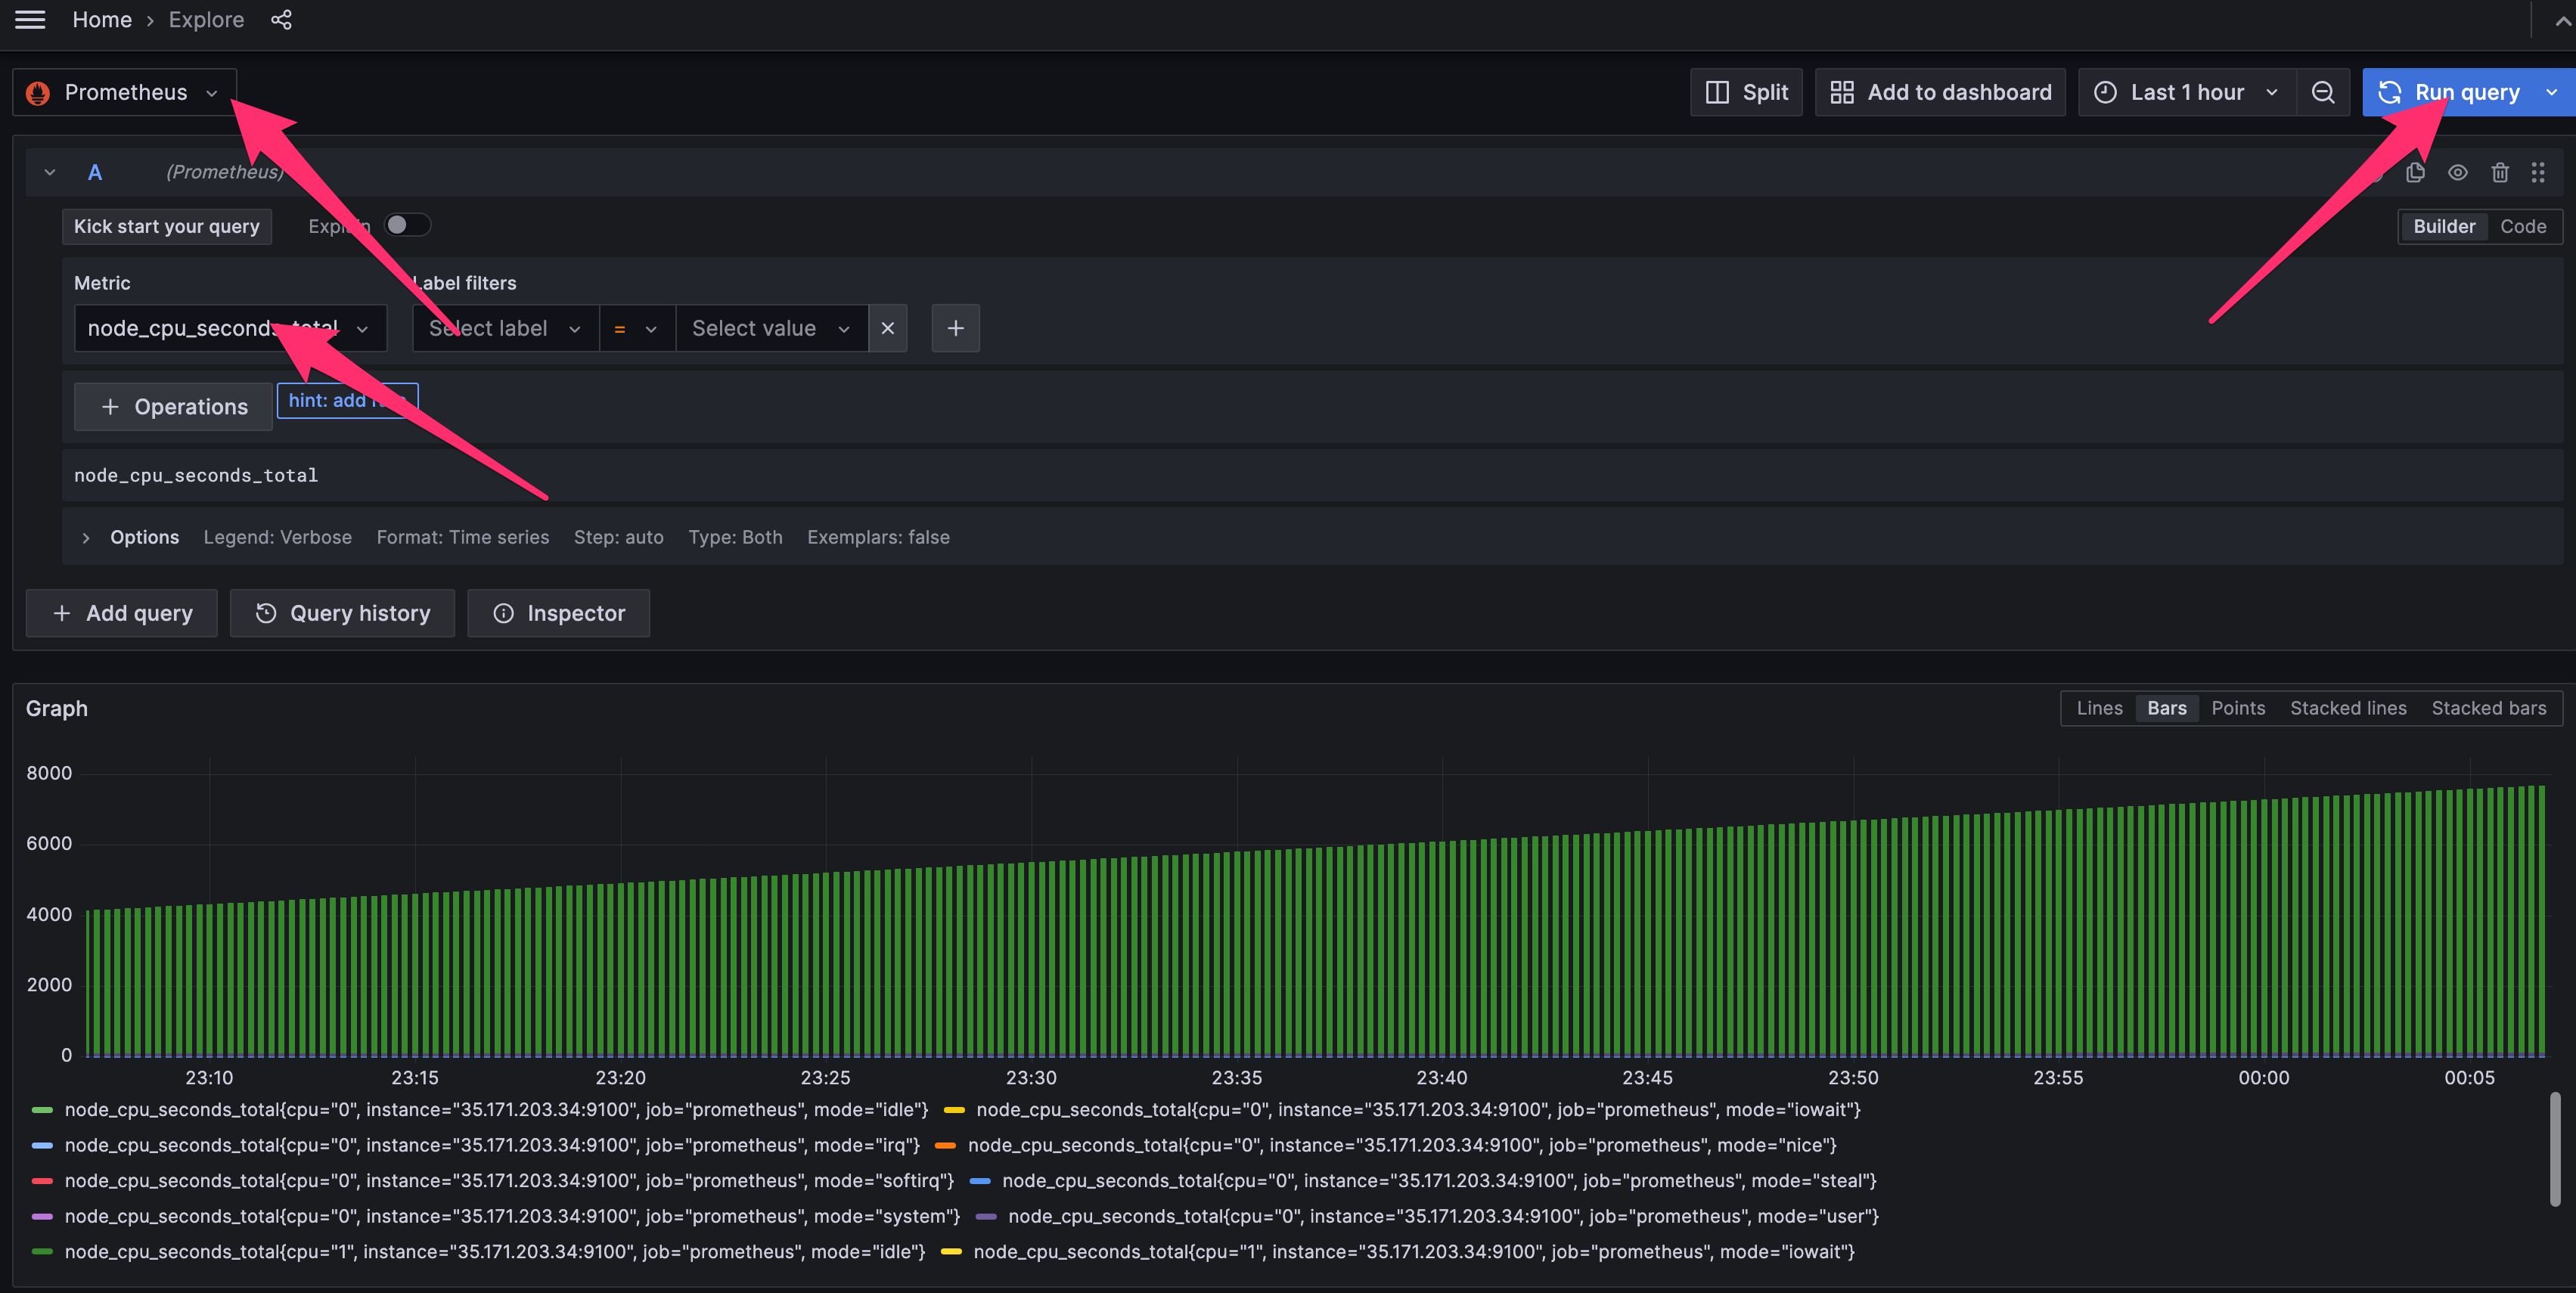 Home › Explore
Prometheus Split Add to dashboard Last 1 hour Run query
A (Prometheus)
Kick start your query Builder Code
Metric Label filters
node_cpu_seconds_total Select label = Select value
+ Operations hint: add
node_cpu_seconds_total
Options Legend: Verbose Format: Time series Step: auto Type: Both Exemplars: false
+ Add query Query history Inspector
Graph Lines Bars Points Stacked lines Stacked bars
8000
6000
4000
2000
0
23:10 23:15 23:20 23:25 23:30 23:35 23:40 23:45 23:50 23:55 00:00 00:05
node_cpu_seconds_total{cpu="0", instance="35.171.203.34:9100", job="prometheus", mode="idle"} node_cpu_seconds_total{cpu="0", instance="35.171.203.34:9100", job="prometheus", mode="iowait"}
node_cpu_seconds_total{cpu="0", instance="35.171.203.34:9100", job="prometheus", mode="irq"} node_cpu_seconds_total{cpu="0", instance="35.171.203.34:9100", job="prometheus", mode="nice"}
node_cpu_seconds_total{cpu="0", instance="35.171.203.34:9100", job="prometheus", mode="softirq"} node_cpu_seconds_total{cpu="0", instance="35.171.203.34:9100", job="prometheus", mode="steal"}
node_cpu_seconds_total{cpu="0", instance="35.171.203.34:9100", job="prometheus", mode="system"} node_cpu_seconds_total{cpu="0", instance="35.171.203.34:9100", job="prometheus", mode="user"}
node_cpu_seconds_total{cpu="1", instance="35.171.203.34:9100", job="prometheus", mode="idle"} node_cpu_seconds_total{cpu="1", instance="35.171.203.34:9100", job="prometheus", mode="iowait"}